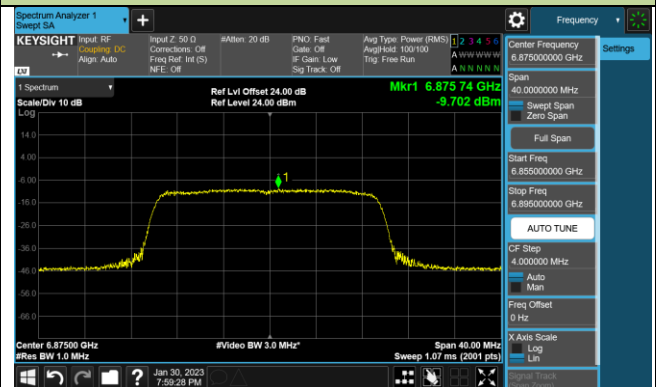 Spectrum Analyzer 1
Swept SA
Frequency
KEYSIGHT
Input: RF
Coupling: DC
Align: Auto
Input Z: 50 Ω
Corrections: Off
Freq Ref: Int (S)
NFE: Off
#Atten: 20 dB
PNO: Fast
Gate: Off
IF Gain: Low
Sig Track: Off
Avg Type: Power (RMS)
Avg|Hold: 100/100
Trig: Free Run
1 2 3 4 5 6
A W W W W W
A N N N N N
LXI
1 Spectrum
Scale/Div 10 dB
Log
Ref Lvl Offset 24.00 dB
Ref Level 24.00 dBm
Mkr1 6.875 74 GHz
-9.702 dBm
14.0
4.00
-6.00
-16.0
-26.0
-36.0
-46.0
-56.0
-66.0
1
Center 6.87500 GHz
#Res BW 1.0 MHz
#Video BW 3.0 MHz*
Span 40.00 MHz
Sweep 1.07 ms (2001 pts)
Jan 30, 2023
7:59:28 PM
Center Frequency
6.875000000 GHz
Settings
Span
40.0000000 MHz
Swept Span
Zero Span
Full Span
Start Freq
6.855000000 GHz
Stop Freq
6.895000000 GHz
AUTO TUNE
CF Step
4.000000 MHz
Auto
Man
Freq Offset
0 Hz
X Axis Scale
Log
Lin
Signal Track
(Span Zoom)